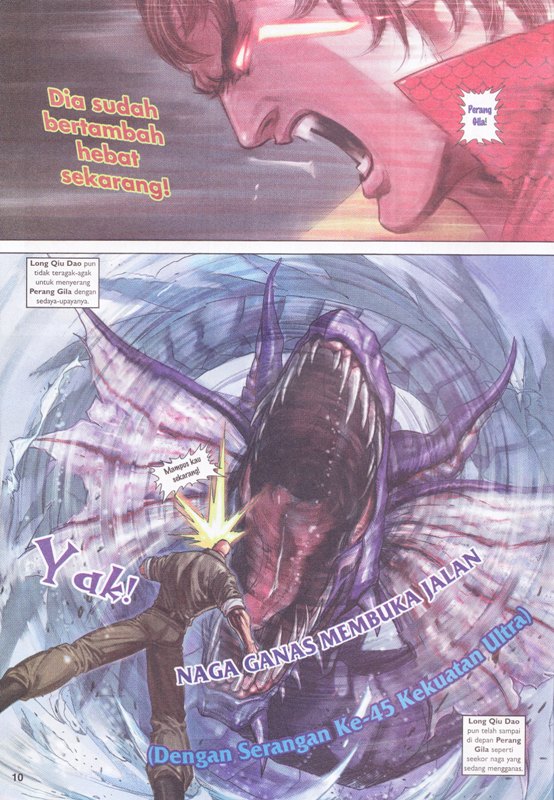 Dia sudah
bertambah
hebat
sekarang!
Perang
Gila!
Long Qiu Dao pun
tidak teragak-agak
untuk menyerang
Perang Gila dengan
sedaya-upayanya.
Mampus kau
sekarang!
Yak!
NAGA GANAS MEMBUKA JALAN
(Dengan Serangan Ke-45 Kekuatan Ultra)
Long Qiu Dao
pun telah sampai
di depan Perang
Gila seperti
seekor naga yang
sedang mengganas.
10